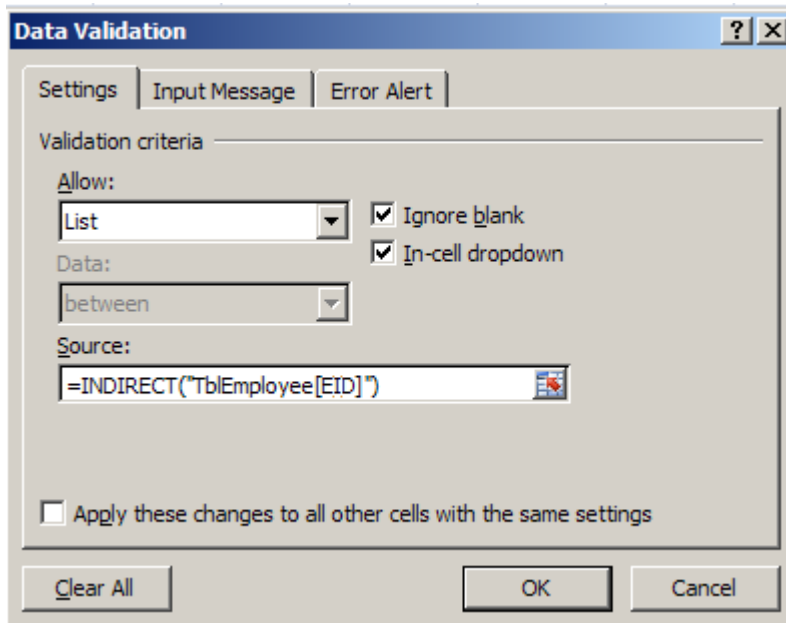 Data Validation
Settings Input Message Error Alert
Validation criteria
Allow:
List
Ignore blank
In-cell dropdown
Data:
between
Source:
=INDIRECT("TblEmployee[EID]")
Apply these changes to all other cells with the same settings
Clear All OK Cancel